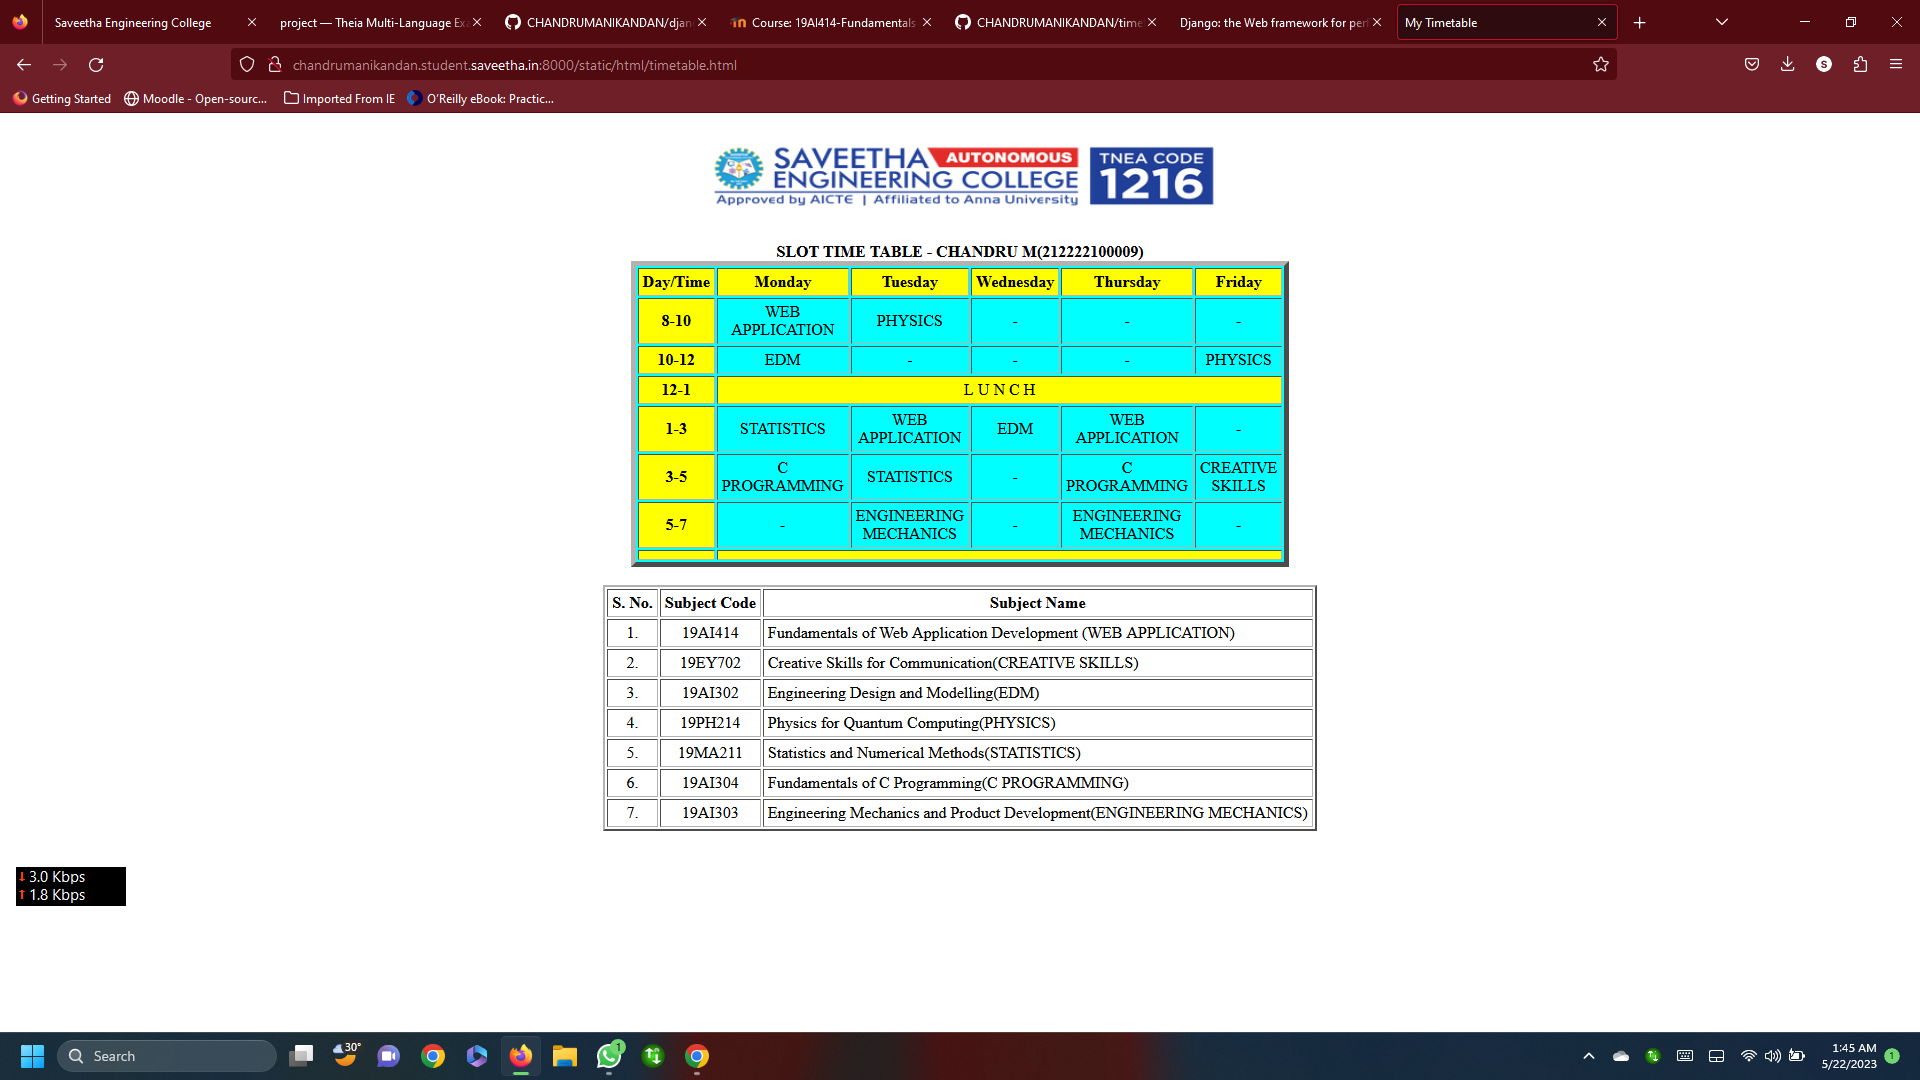 Saveetha Engineering College
project — Theia Multi-Language Exa
CHANDRUMANIKANDAN/djan
Course: 19AI414-Fundamentals
CHANDRUMANIKANDAN/time
Django: the Web framework for per
My Timetable
chandrumanikandan.student.saveetha.in:8000/static/html/timetable.html
S
Getting Started
Moodle - Open-sourc...
Imported From IE
O'Reilly eBook: Practic...
SAVEETHA AUTONOMOUS
ENGINEERING COLLEGE
Approved by AICTE | Affiliated to Anna University
TNEA CODE
1216
SLOT TIME TABLE - CHANDRU M(212222100009)
Day/Time Monday Tuesday Wednesday Thursday Friday
8-10 WEB APPLICATION PHYSICS - - -
10-12 EDM - - - PHYSICS
12-1 L U N C H
1-3 STATISTICS WEB APPLICATION EDM WEB APPLICATION -
3-5 C PROGRAMMING STATISTICS - C PROGRAMMING CREATIVE SKILLS
5-7 - ENGINEERING MECHANICS - ENGINEERING MECHANICS -
S. No. Subject Code Subject Name
1. 19AI414 Fundamentals of Web Application Development (WEB APPLICATION)
2. 19EY702 Creative Skills for Communication(CREATIVE SKILLS)
3. 19AI302 Engineering Design and Modelling(EDM)
4. 19PH214 Physics for Quantum Computing(PHYSICS)
5. 19MA211 Statistics and Numerical Methods(STATISTICS)
6. 19AI304 Fundamentals of C Programming(C PROGRAMMING)
7. 19AI303 Engineering Mechanics and Product Development(ENGINEERING MECHANICS)
↓ 3.0 Kbps
↑ 1.8 Kbps
Search
30°
1
1:45 AM
5/22/2023
1